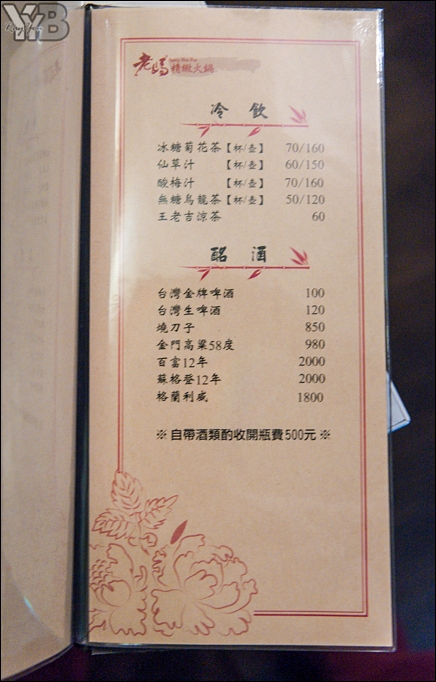 YB
老媽
精緻火鍋
冷飲
冰糖菊花茶【杯/壺】 70/160
仙草汁 【杯/壺】 60/150
酸梅汁 【杯/壺】 70/160
無糖烏龍茶【杯/壺】 50/120
王老吉涼茶 60
酩酒
台灣金牌啤酒 100
台灣生啤酒 120
燒刀子 850
金門高粱58度 980
百富12年 2000
蘇格登12年 2000
格蘭利威 1800
※ 自帶酒類酌收開瓶費500元 ※